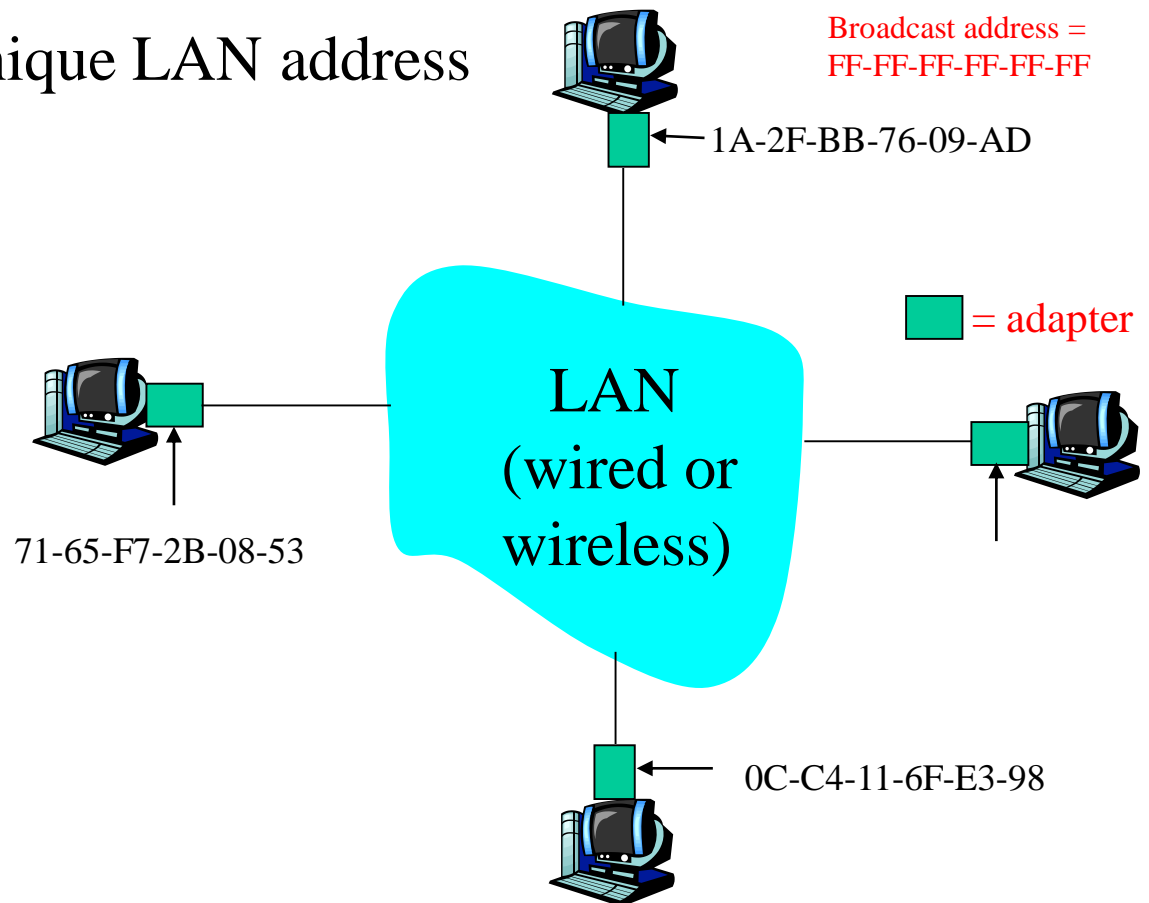 nique LAN address
Broadcast address =
FF-FF-FF-FF-FF-FF
1A-2F-BB-76-09-AD
= adapter
LAN
(wired or
wireless)
71-65-F7-2B-08-53
0C-C4-11-6F-E3-98